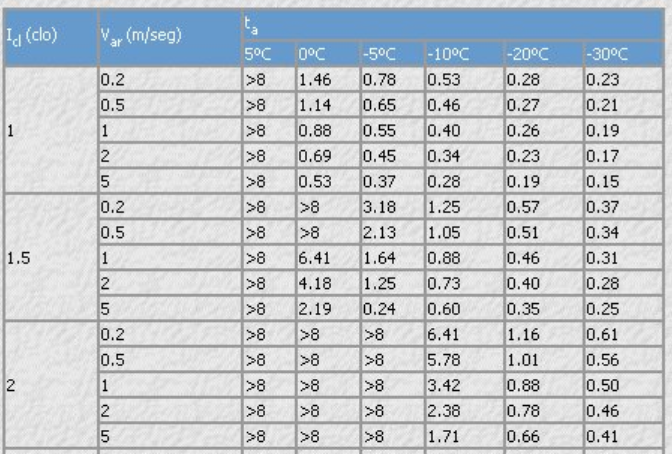 I_cl (clo) V_ar (m/seg) t_a
5ºC 0ºC -5ºC -10ºC -20ºC -30ºC
1 0.2 >8 1.46 0.78 0.53 0.28 0.23
0.5 >8 1.14 0.65 0.46 0.27 0.21
1 >8 0.88 0.55 0.40 0.26 0.19
2 >8 0.69 0.45 0.34 0.23 0.17
5 >8 0.53 0.37 0.28 0.19 0.15
1.5 0.2 >8 >8 3.18 1.25 0.57 0.37
0.5 >8 >8 2.13 1.05 0.51 0.34
1 >8 6.41 1.64 0.88 0.46 0.31
2 >8 4.18 1.25 0.73 0.40 0.28
5 >8 2.19 0.24 0.60 0.35 0.25
2 0.2 >8 >8 >8 6.41 1.16 0.61
0.5 >8 >8 >8 5.78 1.01 0.56
1 >8 >8 >8 3.42 0.88 0.50
2 >8 >8 >8 2.38 0.78 0.46
5 >8 >8 >8 1.71 0.66 0.41